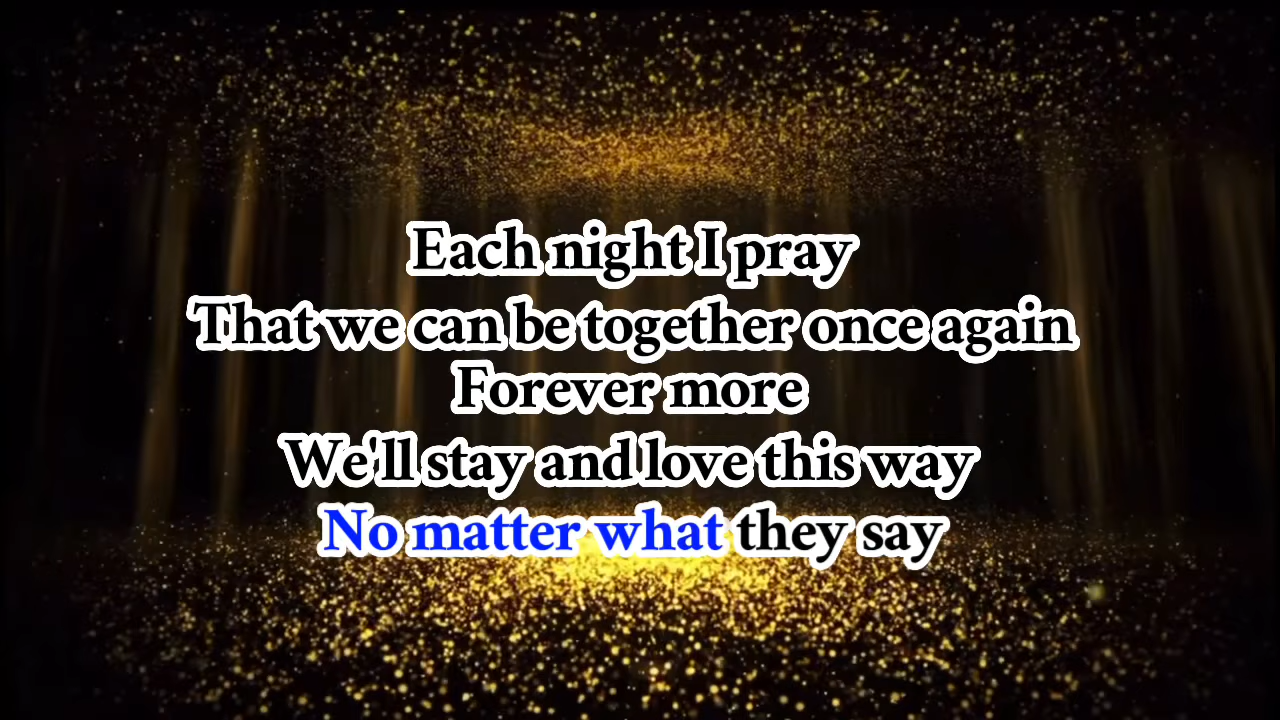 Each night I pray
That we can be together once again
Forever more
We'll stay and love this way
No matter what they say